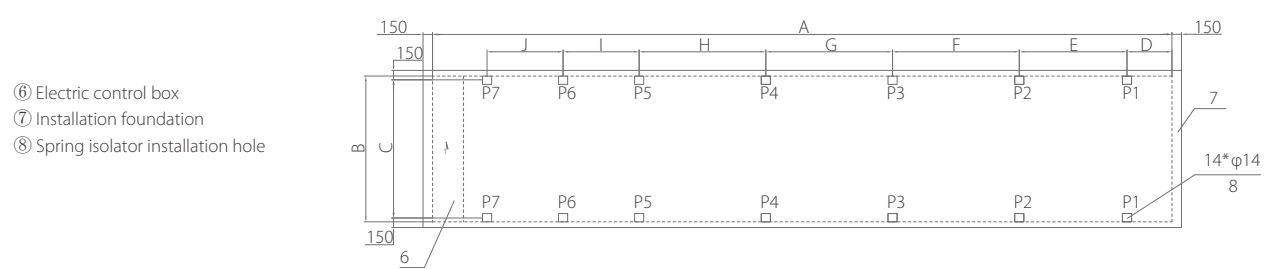 150
A
150
J I H G F E D
150
⑥ Electric control box
⑦ Installation foundation
⑧ Spring isolator installation hole
P7 P6 P5 P4 P3 P2 P1
7
B
C
14*φ14
8
P7 P6 P5 P4 P3 P2 P1
150
6